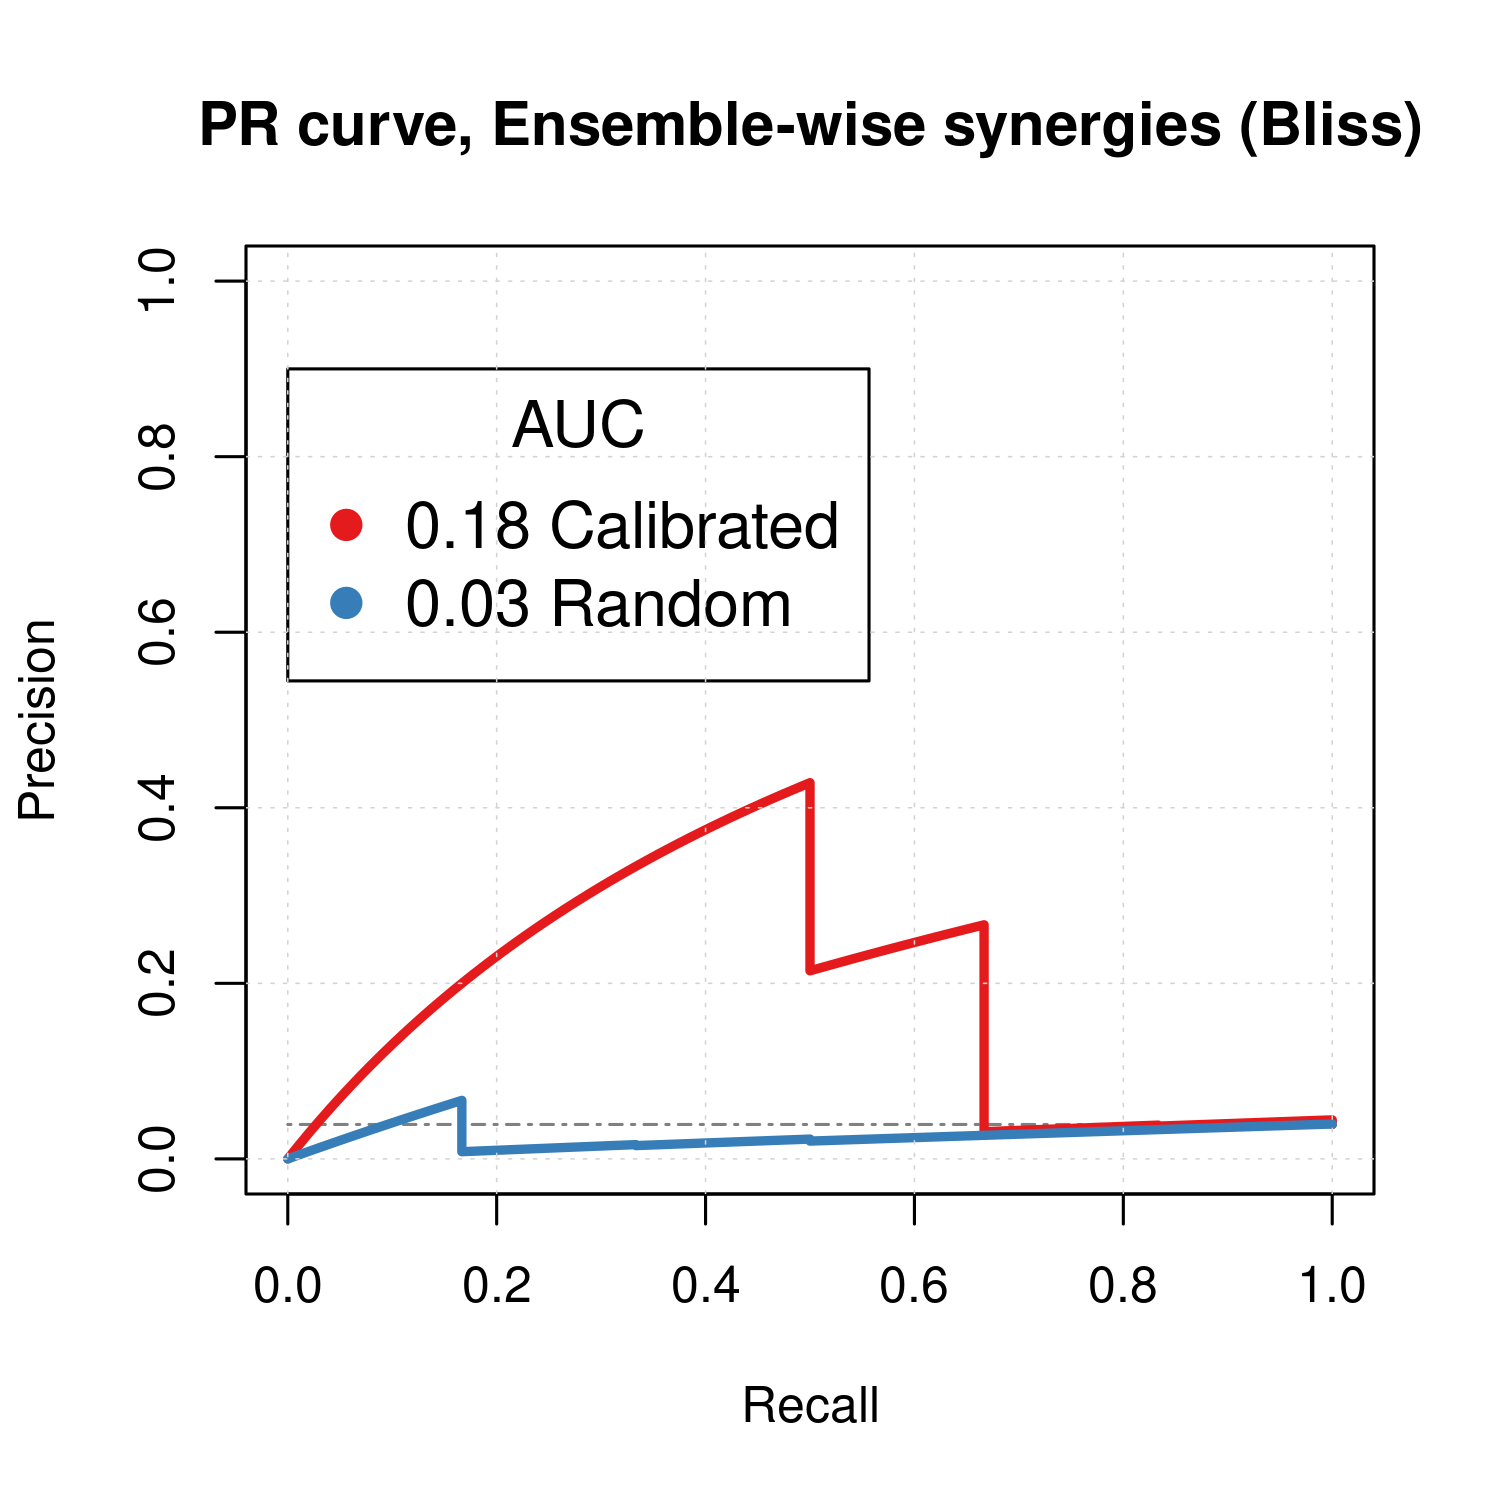 PR curve, Ensemble-wise synergies (Bliss)
1.0
0.8
0.6
0.4
0.2
0.0
Precision
AUC
0.18 Calibrated
0.03 Random
0.0 0.2 0.4 0.6 0.8 1.0
Recall